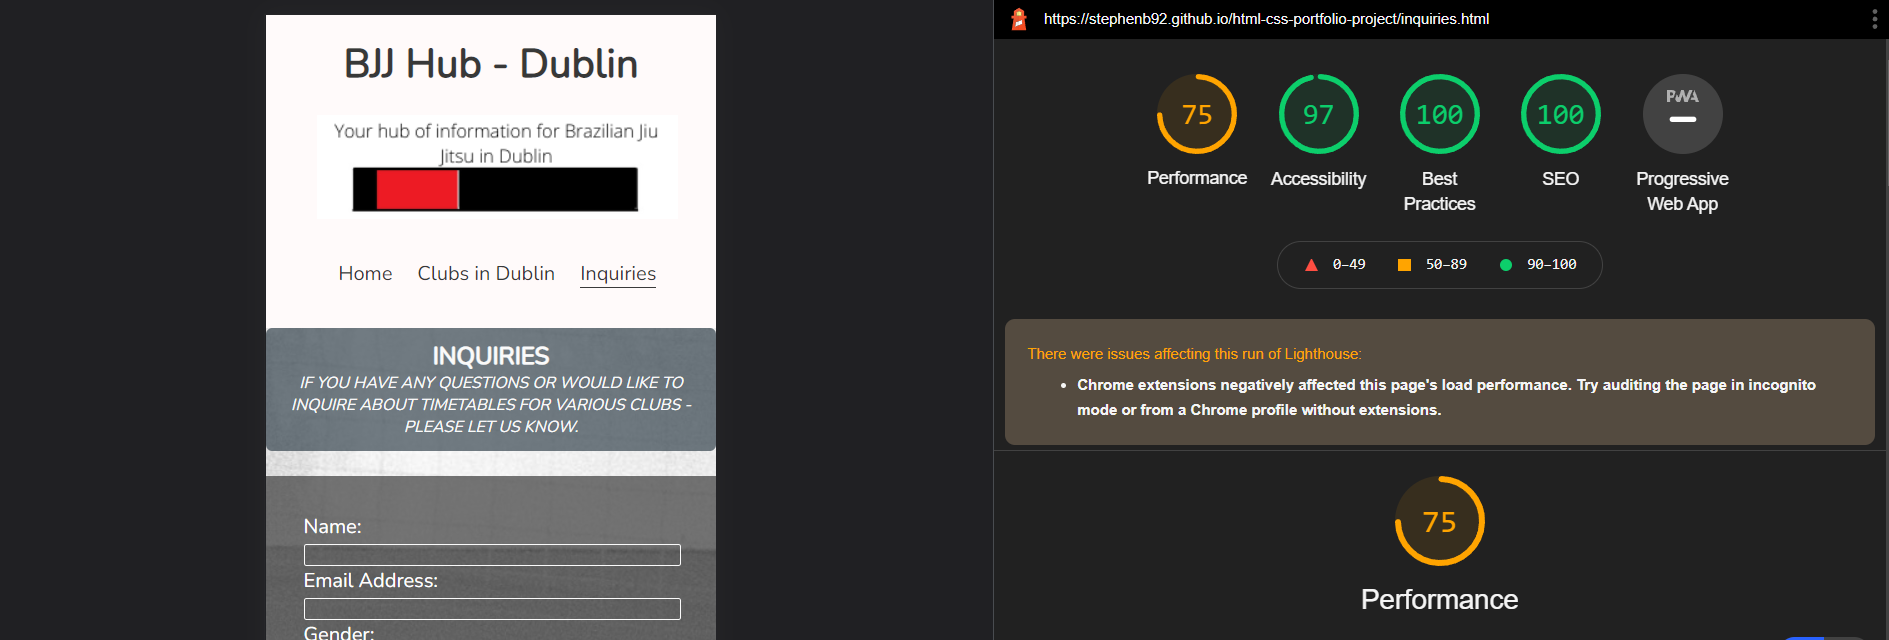 BJJ Hub - Dublin
Your hub of information for Brazilian Jiu
Jitsu in Dublin
Home Clubs in Dublin Inquiries
INQUIRIES
IF YOU HAVE ANY QUESTIONS OR WOULD LIKE TO
INQUIRE ABOUT TIMETABLES FOR VARIOUS CLUBS -
PLEASE LET US KNOW.
Name:
Email Address:
Gender:
https://stephenb92.github.io/html-css-portfolio-project/inquiries.html
75 97 100 100 PWA
Performance Accessibility Best SEO Progressive
Practices Web App
0–49 50–89 90–100
There were issues affecting this run of Lighthouse:
• Chrome extensions negatively affected this page's load performance. Try auditing the page in incognito
mode or from a Chrome profile without extensions.
75
Performance